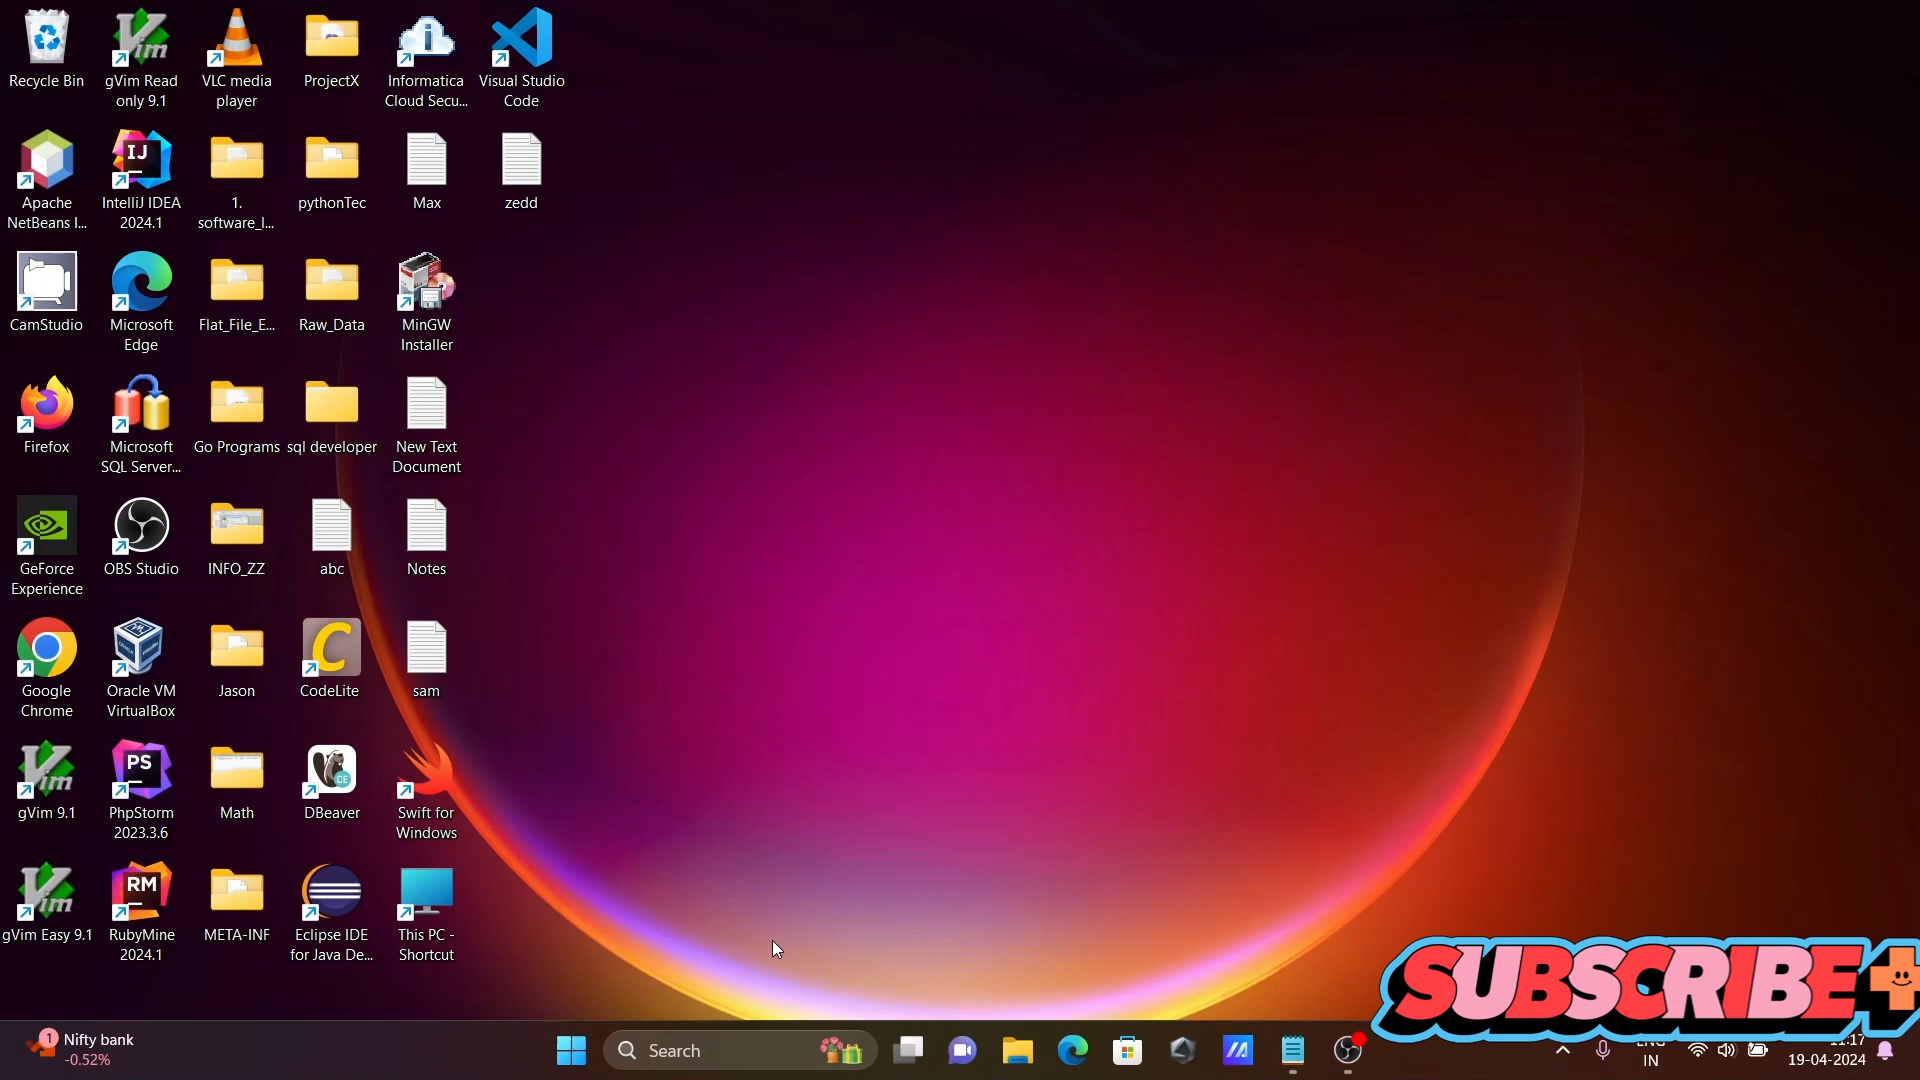 Recycle Bin
gVim Read
only 9.1
VLC media
player
ProjectX
Informatica
Cloud Secu...
Visual Studio
Code
Apache
NetBeans I...
IJ
IntelliJ IDEA
2024.1
1.
software_I...
pythonTec
Max
zedd
CamStudio
Microsoft
Edge
Flat_File_E...
Raw_Data
MinGW
Installer
Firefox
Microsoft
SQL Server...
Go Programs
sql developer
New Text
Document
GeForce
Experience
OBS Studio
INFO_ZZ
abc
Notes
Google
Chrome
Oracle VM
VirtualBox
Jason
C
CodeLite
sam
gVim 9.1
PS
PhpStorm
2023.3.6
Math
CE
DBeaver
Swift for
Windows
gVim Easy 9.1
RM
RubyMine
2024.1
META-INF
Eclipse IDE
for Java De...
This PC -
Shortcut
SUBSCRIBE+
1
Nifty bank
-0.52%
Search
ENG
IN
11:17
19-04-2024